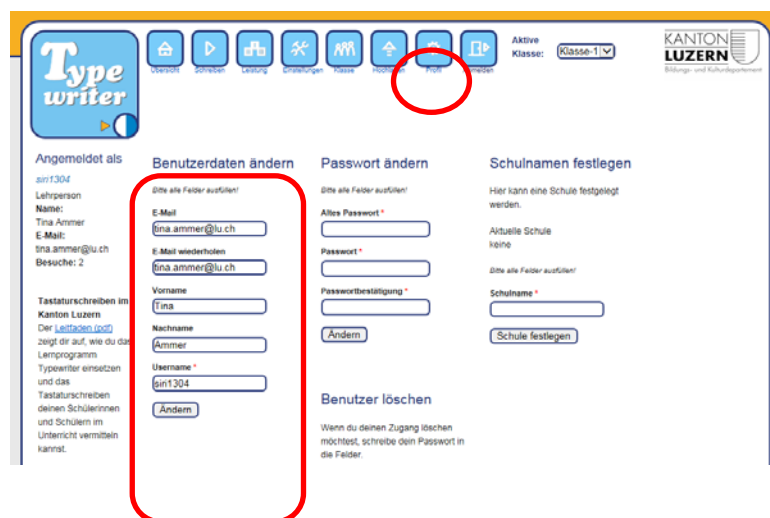 Type
writer
Übersicht
Schreiben
Leistung
Einstellungen
Klasse
Hochladen
Profil
Abmelden
Aktive
Klasse:
Klasse-1
KANTON
LUZERN
Bildungs- und Kulturdepartement
Angemeldet als
siri1304
Lehrperson
Name:
Tina Ammer
E-Mail:
tina.ammer@lu.ch
Besuche: 2
Tastaturschreiben im
Kanton Luzern
Der Leitfaden (pdf)
zeigt dir auf, wie du das
Lernprogramm
Typewriter einsetzen
und das
Tastaturschreiben
deinen Schülerinnen
und Schülern im
Unterricht vermitteln
kannst.
Benutzerdaten ändern
Bitte alle Felder ausfüllen!
E-Mail
tina.ammer@lu.ch
E-Mail wiederholen
tina.ammer@lu.ch
Vorname
Tina
Nachname
Ammer
Username *
siri1304
Ändern
Passwort ändern
Bitte alle Felder ausfüllen!
Altes Passwort *
Passwort *
Passwortbestätigung *
Ändern
Benutzer löschen
Wenn du deinen Zugang löschen
möchtest, schreibe dein Passwort in
die Felder.
Schulnamen festlegen
Hier kann eine Schule festgelegt
werden.
Aktuelle Schule
keine
Bitte alle Felder ausfüllen!
Schulname *
Schule festlegen